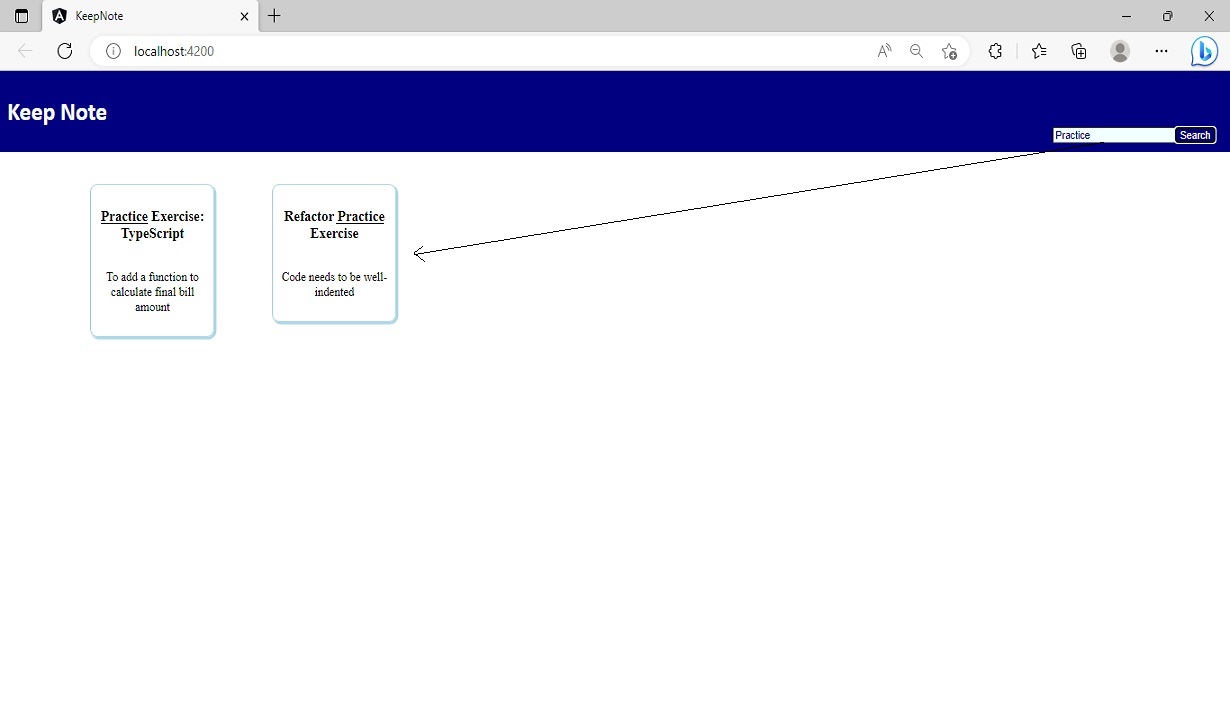 KeepNote
localhost:4200
Keep Note
Practice
Search
Practice Exercise:
TypeScript
To add a function to
calculate final bill
amount
Refactor Practice
Exercise
Code needs to be well-
indented